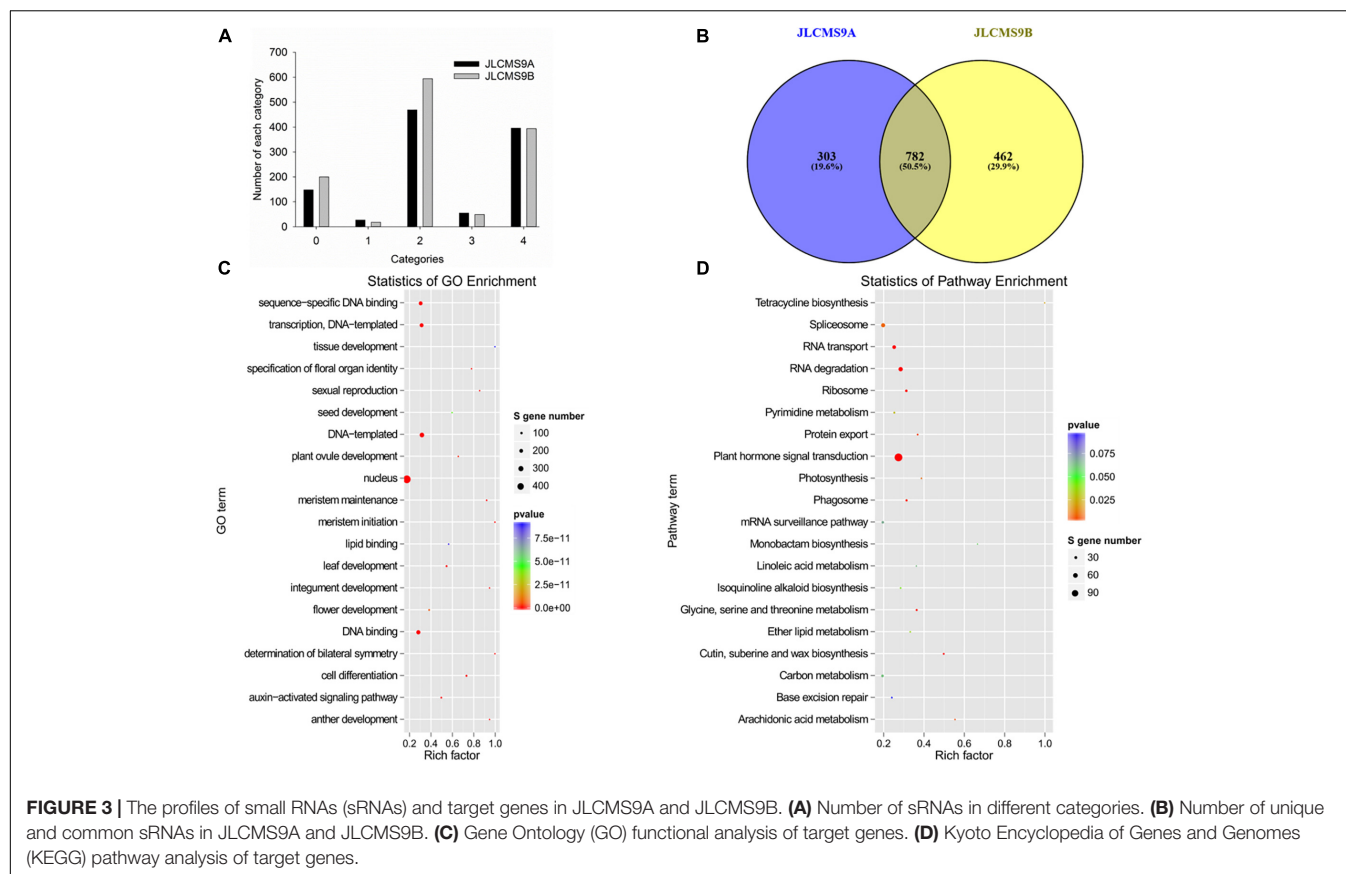 A
700
600
500
400
300
200
100
0
Number of each category
JLCMS9A
JLCMS9B
0 1 2 3 4
Categories
B
JLCMS9A JLCMS9B
303 782 462
(19.6%) (50.5%) (29.9%)
C
Statistics of GO Enrichment
GO term
sequence-specific DNA binding
transcription, DNA-templated
tissue development
specification of floral organ identity
sexual reproduction
seed development
DNA-templated
plant ovule development
nucleus
meristem maintenance
meristem initiation
lipid binding
leaf development
integument development
flower development
DNA binding
determination of bilateral symmetry
cell differentiation
auxin-activated signaling pathway
anther development
0.2 0.4 0.6 0.8 1.0
Rich factor
S gene number
100
200
300
400
pvalue
7.5e-11
5.0e-11
2.5e-11
0.0e+00
D
Statistics of Pathway Enrichment
Pathway term
Tetracycline biosynthesis
Spliceosome
RNA transport
RNA degradation
Ribosome
Pyrimidine metabolism
Protein export
Plant hormone signal transduction
Photosynthesis
Phagosome
mRNA surveillance pathway
Monobactam biosynthesis
Linoleic acid metabolism
Isoquinoline alkaloid biosynthesis
Glycine, serine and threonine metabolism
Ether lipid metabolism
Cutin, suberine and wax biosynthesis
Carbon metabolism
Base excision repair
Arachidonic acid metabolism
0.2 0.4 0.6 0.8 1.0
Rich factor
pvalue
0.075
0.050
0.025
S gene number
30
60
90
FIGURE 3 | The profiles of small RNAs (sRNAs) and target genes in JLCMS9A and JLCMS9B. (A) Number of sRNAs in different categories. (B) Number of unique
and common sRNAs in JLCMS9A and JLCMS9B. (C) Gene Ontology (GO) functional analysis of target genes. (D) Kyoto Encyclopedia of Genes and Genomes
(KEGG) pathway analysis of target genes.